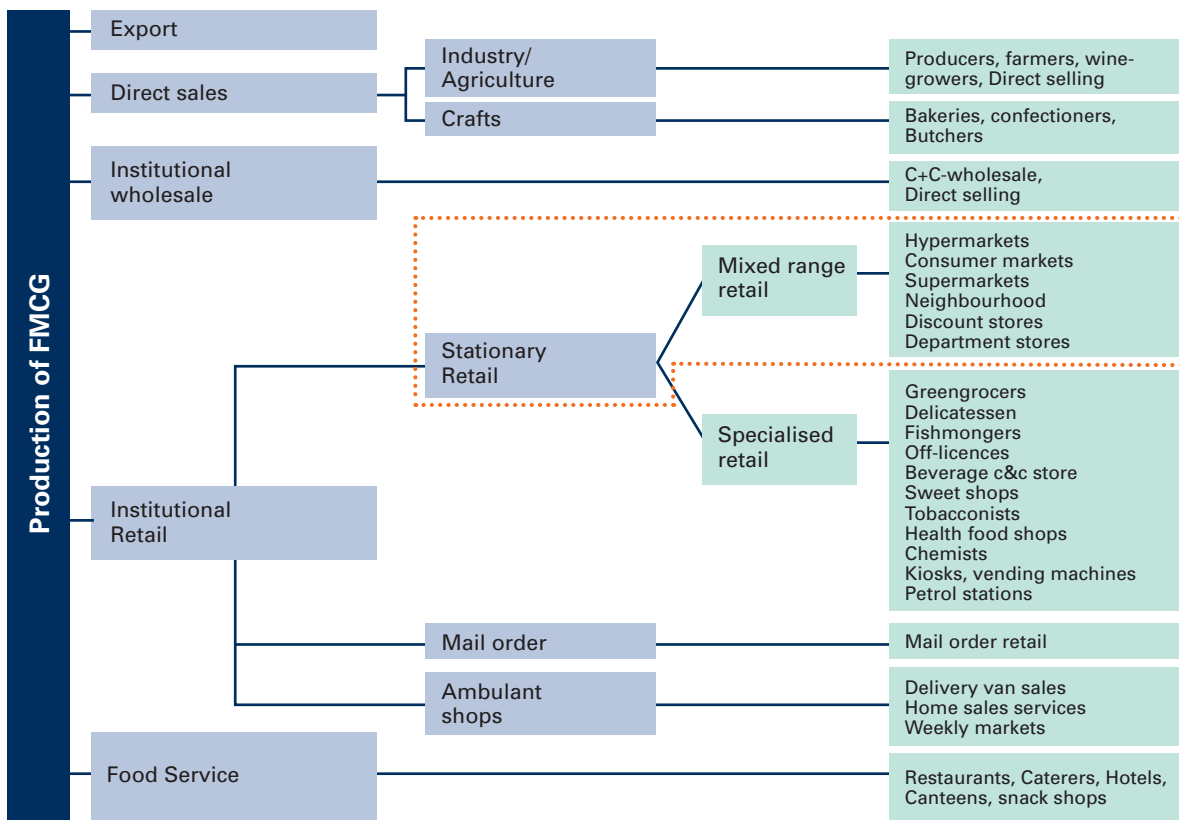 Production of FMCG
Export
Direct sales
Industry/
Agriculture
Producers, farmers, wine-
growers, Direct selling
Crafts
Bakeries, confectioners,
Butchers
Institutional
wholesale
C+C-wholesale,
Direct selling
Institutional
Retail
Stationary
Retail
Mixed range
retail
Hypermarkets
Consumer markets
Supermarkets
Neighbourhood
Discount stores
Department stores
Specialised
retail
Greengrocers
Delicatessen
Fishmongers
Off-licences
Beverage c&c store
Sweet shops
Tobacconists
Health food shops
Chemists
Kiosks, vending machines
Petrol stations
Mail order
Mail order retail
Ambulant
shops
Delivery van sales
Home sales services
Weekly markets
Food Service
Restaurants, Caterers, Hotels,
Canteens, snack shops